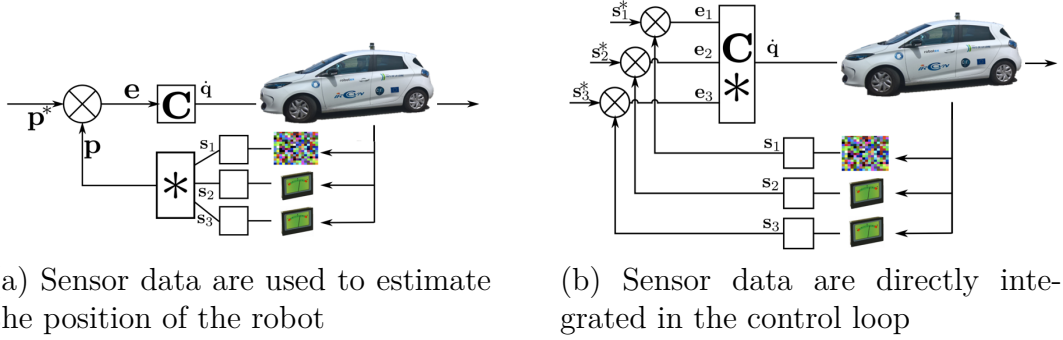 p* e C q̇
p
* s₁
s₂
s₃
s₁* e₁
s₂* e₂ C q̇
s₃* e₃ *
s₁
s₂
s₃
a) Sensor data are used to estimate
he position of the robot
(b) Sensor data are directly inte-
grated in the control loop